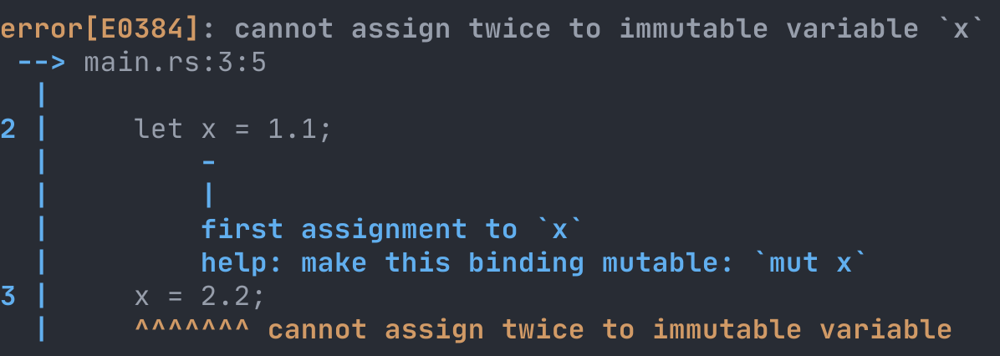 error[E0384]: cannot assign twice to immutable variable `x`
 --> main.rs:3:5
  |
2 |     let x = 1.1;
  |         -
  |         |
  |         first assignment to `x`
  |         help: make this binding mutable: `mut x`
3 |     x = 2.2;
  |     ^^^^^^^ cannot assign twice to immutable variable